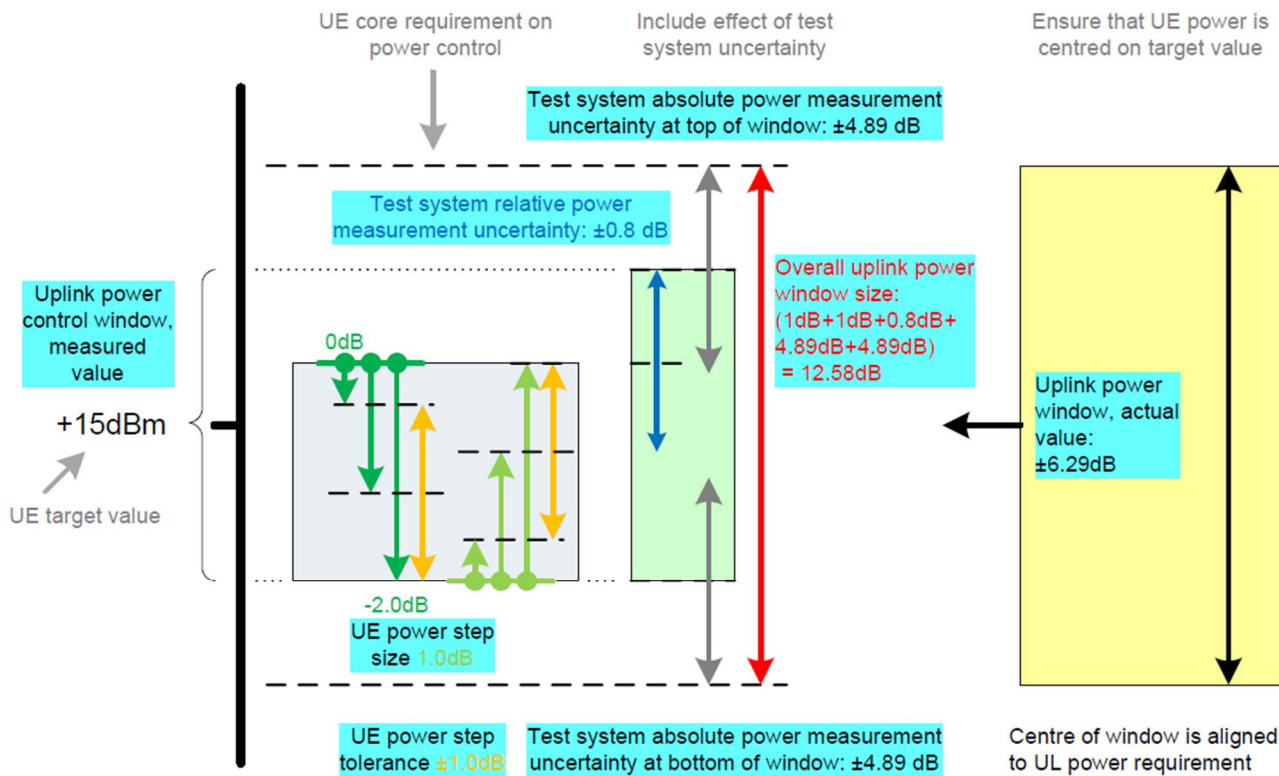 UE core requirement on
power control
Include effect of test
system uncertainty
Ensure that UE power is
centred on target value
Test system absolute power measurement
uncertainty at top of window: ±4.89 dB
Test system relative power
measurement uncertainty: ±0.8 dB
Uplink power
control window,
measured
value
+15dBm
UE target value
0dB
-2.0dB
UE power step
size 1.0dB
Overall uplink power
window size:
(1dB+1dB+0.8dB+
4.89dB+4.89dB)
= 12.58dB
Uplink power
window, actual
value:
±6.29dB
UE power step
tolerance ±1.0dB
Test system absolute power measurement
uncertainty at bottom of window: ±4.89 dB
Centre of window is aligned
to UL power requirement